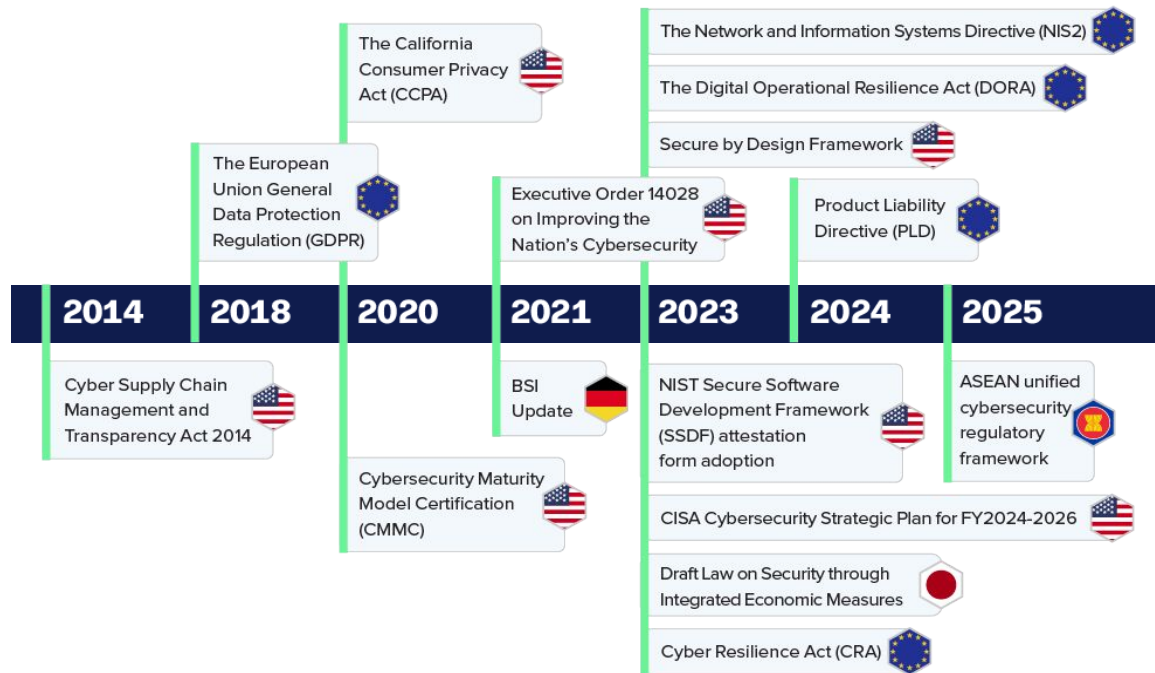 The California
Consumer Privacy
Act (CCPA)
The Network and Information Systems Directive (NIS2)
The Digital Operational Resilience Act (DORA)
Secure by Design Framework
The European
Union General
Data Protection
Regulation (GDPR)
Executive Order 14028
on Improving the
Nation's Cybersecurity
Product Liability
Directive (PLD)
2014
2018
2020
2021
2023
2024
2025
Cyber Supply Chain
Management and
Transparency Act 2014
BSI
Update
NIST Secure Software
Development Framework
(SSDF) attestation
form adoption
ASEAN unified
cybersecurity
regulatory
framework
Cybersecurity Maturity
Model Certification
(CMMC)
CISA Cybersecurity Strategic Plan for FY2024-2026
Draft Law on Security through
Integrated Economic Measures
Cyber Resilience Act (CRA)